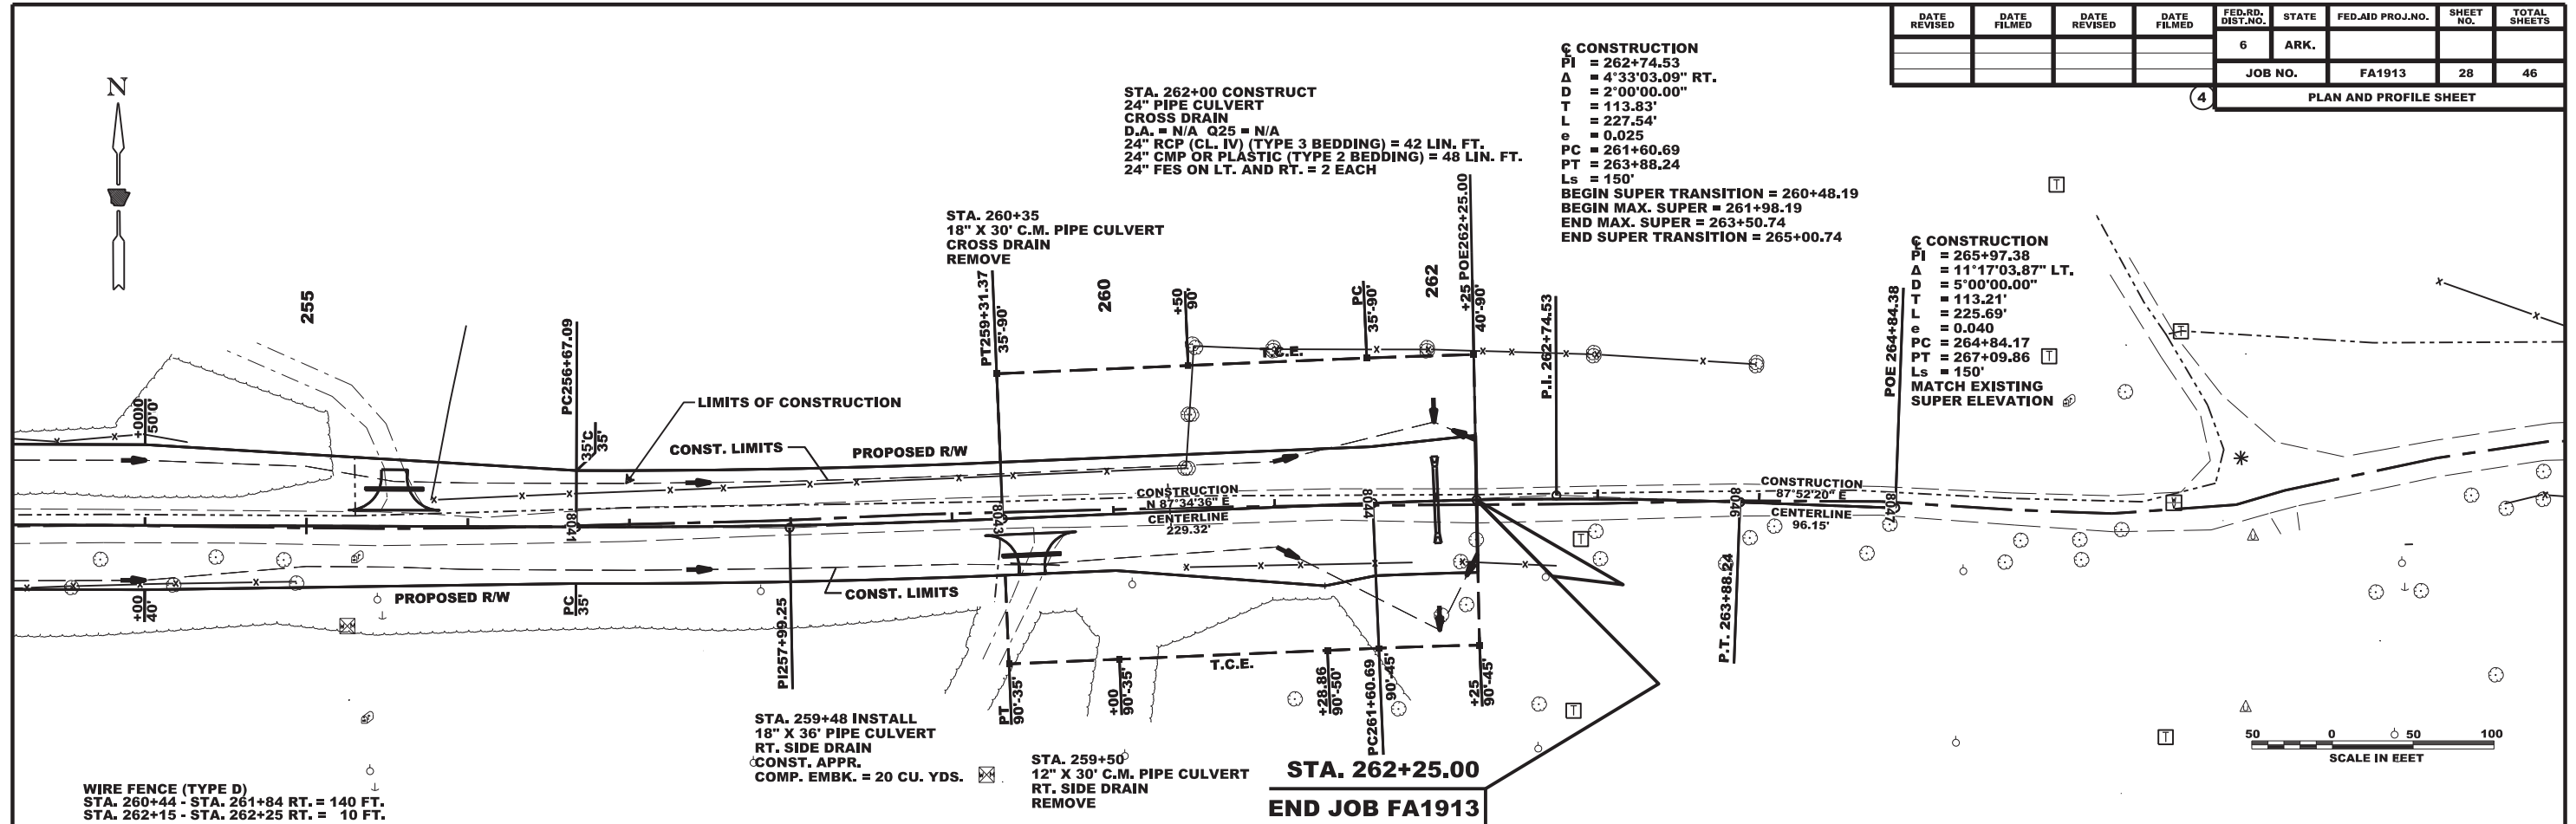 DATE REVISED
DATE FILMED
DATE REVISED
DATE FILMED
FED.RD. DIST.NO.
STATE
FED.AID PROJ.NO.
SHEET NO.
TOTAL SHEETS
6
ARK.
JOB NO.
FA1913
28
46
4
PLAN AND PROFILE SHEET
N
STA. 262+00 CONSTRUCT
24" PIPE CULVERT
CROSS DRAIN
D.A. = N/A Q25 = N/A
24" RCP (CL. IV) (TYPE 3 BEDDING) = 42 LIN. FT.
24" CMP OR PLASTIC (TYPE 2 BEDDING) = 48 LIN. FT.
24" FES ON LT. AND RT. = 2 EACH
℄ CONSTRUCTION
PI = 262+74.53
Δ = 4°33'03.09" RT.
D = 2°00'00.00"
T = 113.83'
L = 227.54'
e = 0.025
PC = 261+60.69
PT = 263+88.24
Ls = 150'
BEGIN SUPER TRANSITION = 260+48.19
BEGIN MAX. SUPER = 261+98.19
END MAX. SUPER = 263+50.74
END SUPER TRANSITION = 265+00.74
℄ CONSTRUCTION
PI = 265+97.38
Δ = 11°17'03.87" LT.
D = 5°00'00.00"
T = 113.21'
L = 225.69'
e = 0.040
PC = 264+84.17
PT = 267+09.86
Ls = 150'
MATCH EXISTING
SUPER ELEVATION
STA. 260+35
18" X 30' C.M. PIPE CULVERT
CROSS DRAIN
REMOVE
255
260
262
PC256+67.09
PT259+31.37
35'-90'
+50
90'
PC
35'-90'
+25 POE262+25.00
40'-90'
P.I. 262+74.53
POE 264+84.38
T
T
T
T.C.E.
+00
50'
35'
LIMITS OF CONSTRUCTION
CONST. LIMITS
PROPOSED R/W
CONSTRUCTION
N 87°34'36" E
CENTERLINE
229.32'
CONSTRUCTION
87°52'20" E
CENTERLINE
96.15'
8041
8043
8044
8046
8047
+00
40'
PROPOSED R/W
PC
35'
PI257+99.25
CONST. LIMITS
T
T.C.E.
PT
90'-35'
+00
90'-35'
+28.86
90'-50'
PC261+60.69
90'-45'
+25
90'-45'
P.T. 263+88.24
T
T
STA. 259+48 INSTALL
18" X 36' PIPE CULVERT
RT. SIDE DRAIN
CONST. APPR.
COMP. EMBK. = 20 CU. YDS.
STA. 259+50
12" X 30' C.M. PIPE CULVERT
RT. SIDE DRAIN
REMOVE
STA. 262+25.00
END JOB FA1913
50 0 50 100
SCALE IN FEET
WIRE FENCE (TYPE D)
STA. 260+44 - STA. 261+84 RT. = 140 FT.
STA. 262+15 - STA. 262+25 RT. = 10 FT.